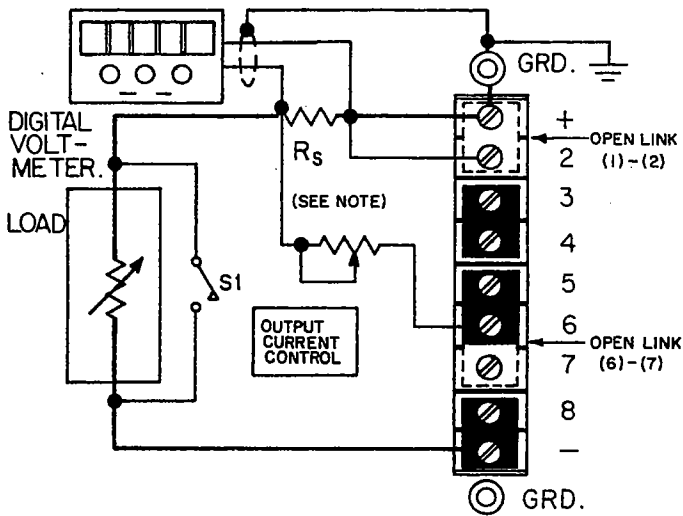 GRD.
DIGITAL
VOLT-
METER.
RS
+
2
OPEN LINK
(1)-(2)
(SEE NOTE)
3
LOAD
4
S1
5
OUTPUT
CURRENT
CONTROL
6
OPEN LINK
(6)-(7)
7
8
-
GRD.